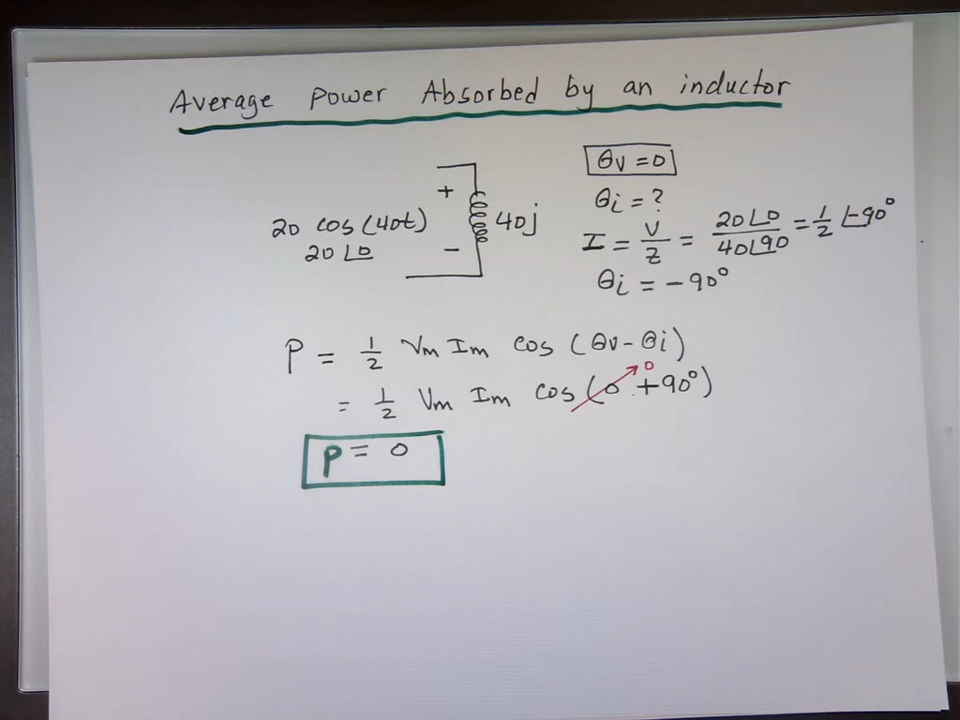 Average Power Absorbed by an inductor
20 cos(40t)
20∠0
+
−
40j
θv = 0
θi = ?
I = V/Z = 20∠0/40∠90 = 1/2 ∠-90°
θi = -90°
P = 1/2 Vm Im cos (θv - θi)
= 1/2 Vm Im cos (0 + 90°)
0
P = 0